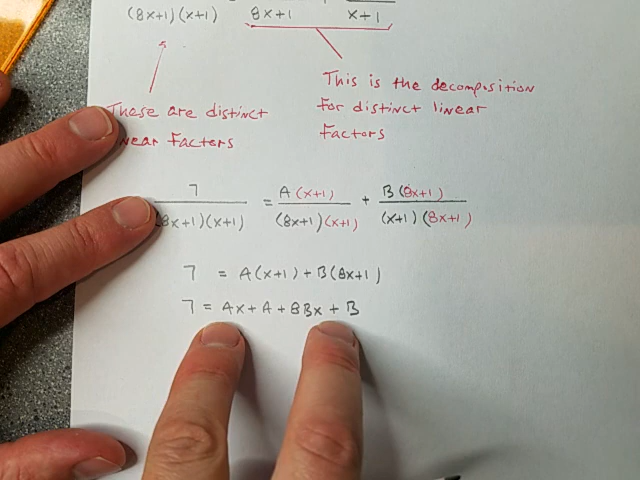 (8x+1)(x+1) 8x+1 x+1
These are distinct
near Factors
This is the decomposition
For distinct linear
Factors
7 = A(x+1) + B(8x+1)
(8x+1)(x+1) (8x+1)(x+1) (x+1)(8x+1)
7 = A(x+1)+B(8x+1)
7 = Ax+A+8Bx+B